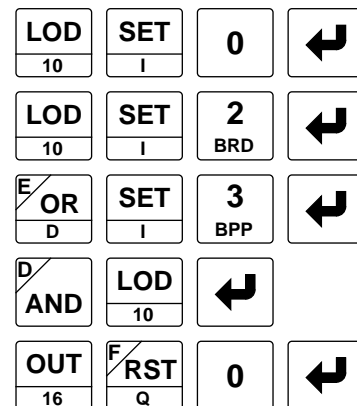 LOD SET 0
10 I
LOD SET 2
10 I BRD
E OR SET 3
D I BPP
D AND LOD
10
OUT F RST 0
16 Q